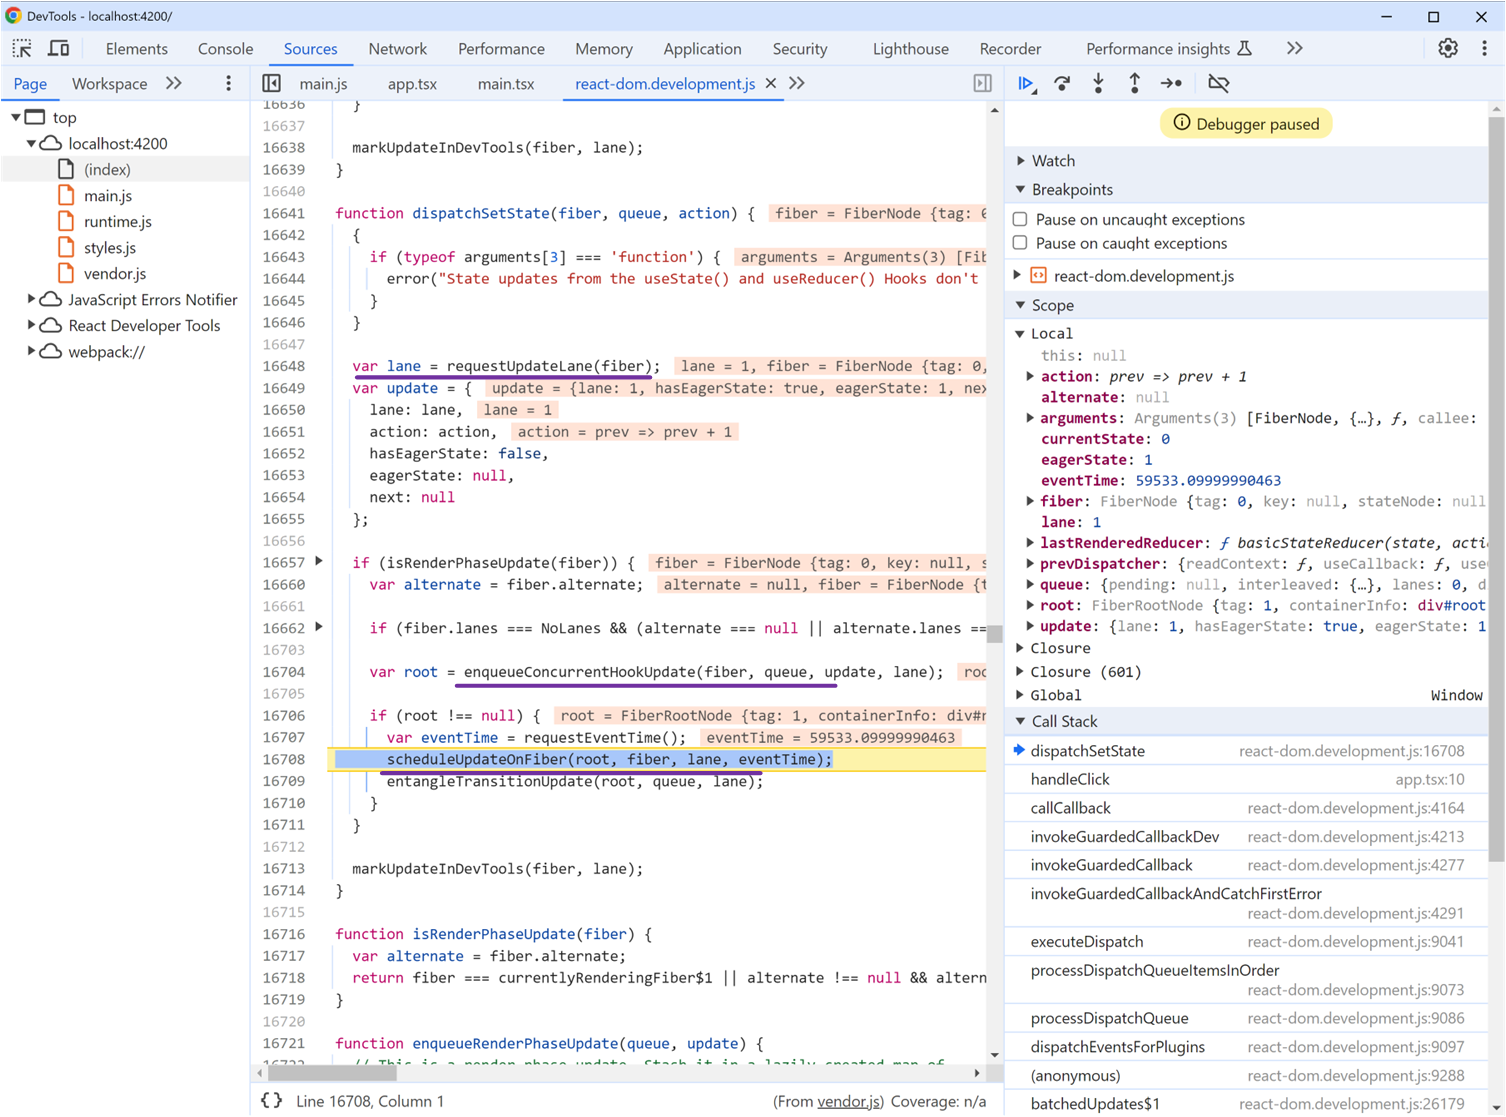 DevTools - localhost:4200/
Elements Console Sources Network Performance Memory Application Security Lighthouse Recorder Performance insights
Page Workspace
main.js app.tsx main.tsx react-dom.development.js
top
localhost:4200
(index)
main.js
runtime.js
styles.js
vendor.js
JavaScript Errors Notifier
React Developer Tools
webpack://
16636 }
16637
16638 markUpdateInDevTools(fiber, lane);
16639 }
16640
16641 function dispatchSetState(fiber, queue, action) { fiber = FiberNode {tag: 0
16642 {
16643 if (typeof arguments[3] === 'function') { arguments = Arguments(3) [Fib
16644 error("State updates from the useState() and useReducer() Hooks don't
16645 }
16646 }
16647
16648 var lane = requestUpdateLane(fiber); lane = 1, fiber = FiberNode {tag: 0,
16649 var update = { update = {lane: 1, hasEagerState: true, eagerState: 1, nex
16650 lane: lane, lane = 1
16651 action: action, action = prev => prev + 1
16652 hasEagerState: false,
16653 eagerState: null,
16654 next: null
16655 };
16656
16657 if (isRenderPhaseUpdate(fiber)) { fiber = FiberNode {tag: 0, key: null, s
16660 var alternate = fiber.alternate; alternate = null, fiber = FiberNode {t
16661
16662 if (fiber.lanes === NoLanes && (alternate === null || alternate.lanes ==
16703
16704 var root = enqueueConcurrentHookUpdate(fiber, queue, update, lane); roo
16705
16706 if (root !== null) { root = FiberRootNode {tag: 1, containerInfo: div#r
16707 var eventTime = requestEventTime(); eventTime = 59533.09999990463
16708 scheduleUpdateOnFiber(root, fiber, lane, eventTime);
16709 entangleTransitionUpdate(root, queue, lane);
16710 }
16711 }
16712
16713 markUpdateInDevTools(fiber, lane);
16714 }
16715
16716 function isRenderPhaseUpdate(fiber) {
16717 var alternate = fiber.alternate;
16718 return fiber === currentlyRenderingFiber$1 || alternate !== null && altern
16719 }
16720
16721 function enqueueRenderPhaseUpdate(queue, update) {
16722 // This is a render phase update. Stash it in a lazily-created map of
{} Line 16708, Column 1 (From vendor.js) Coverage: n/a
Debugger paused
Watch
Breakpoints
Pause on uncaught exceptions
Pause on caught exceptions
react-dom.development.js
Scope
Local
this: null
action: prev => prev + 1
alternate: null
arguments: Arguments(3) [FiberNode, {…}, ƒ, callee:
currentState: 0
eagerState: 1
eventTime: 59533.09999990463
fiber: FiberNode {tag: 0, key: null, stateNode: null
lane: 1
lastRenderedReducer: ƒ basicStateReducer(state, acti
prevDispatcher: {readContext: ƒ, useCallback: ƒ, use
queue: {pending: null, interleaved: {…}, lanes: 0, d
root: FiberRootNode {tag: 1, containerInfo: div#root
update: {lane: 1, hasEagerState: true, eagerState: 1
Closure
Closure (601)
Global Window
Call Stack
dispatchSetState react-dom.development.js:16708
handleClick app.tsx:10
callCallback react-dom.development.js:4164
invokeGuardedCallbackDev react-dom.development.js:4213
invokeGuardedCallback react-dom.development.js:4277
invokeGuardedCallbackAndCatchFirstError
react-dom.development.js:4291
executeDispatch react-dom.development.js:9041
processDispatchQueueItemsInOrder
react-dom.development.js:9073
processDispatchQueue react-dom.development.js:9086
dispatchEventsForPlugins react-dom.development.js:9097
(anonymous) react-dom.development.js:9288
batchedUpdates$1 react-dom.development.js:26179